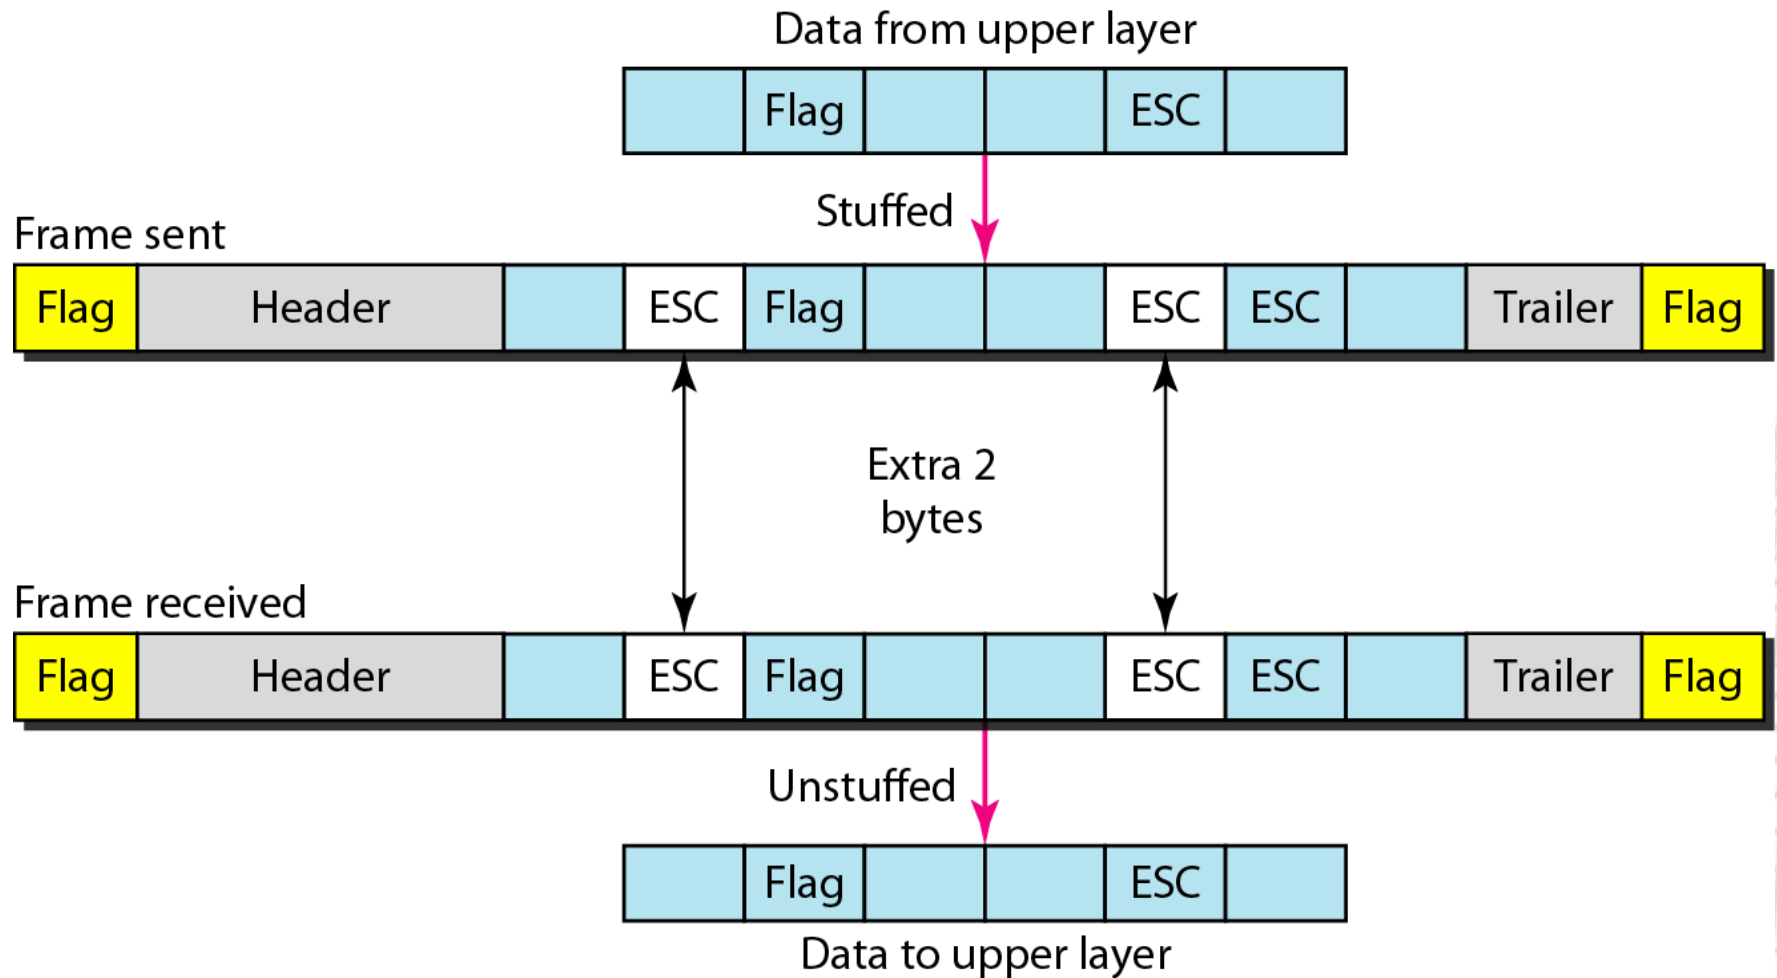 Data from upper layer
Flag ESC
Stuffed
Frame sent
Flag Header ESC Flag ESC ESC Trailer Flag
Extra 2
bytes
Frame received
Flag Header ESC Flag ESC ESC Trailer Flag
Unstuffed
Flag ESC
Data to upper layer